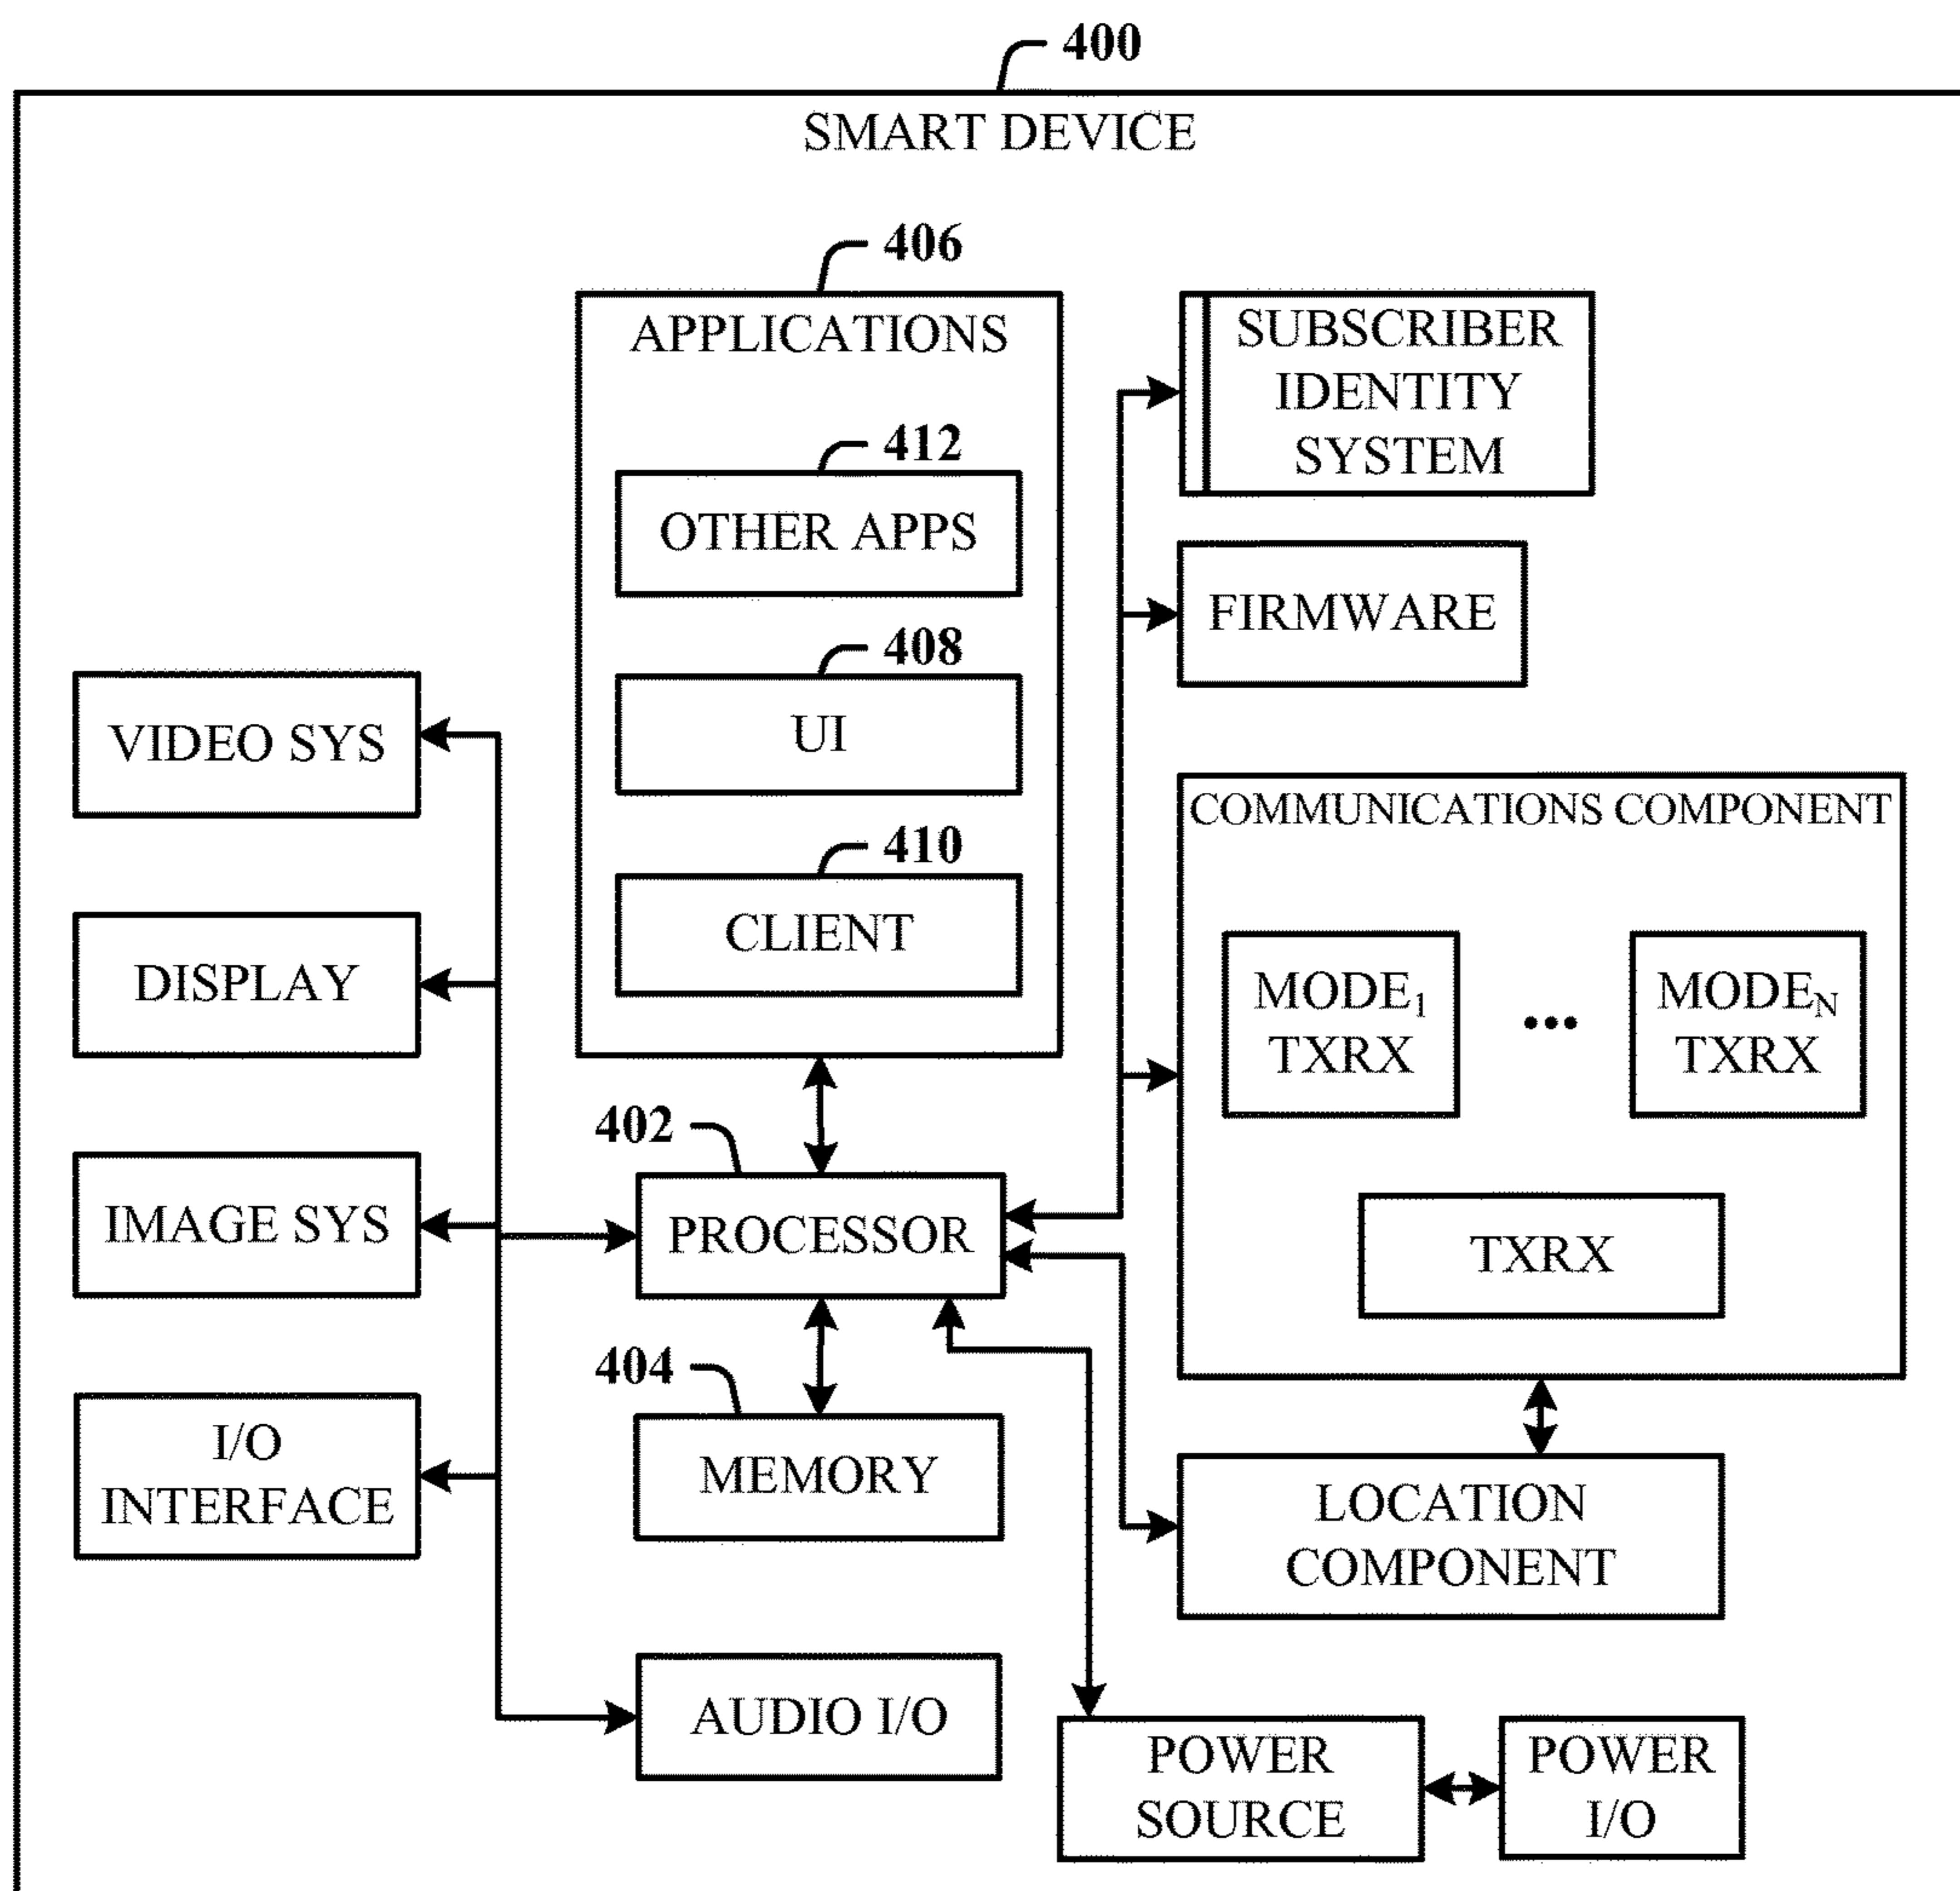 400
SMART DEVICE
406
APPLICATIONS
412
OTHER APPS
408
UI
410
CLIENT
SUBSCRIBER
IDENTITY
SYSTEM
FIRMWARE
VIDEO SYS
DISPLAY
IMAGE SYS
I/O
INTERFACE
COMMUNICATIONS COMPONENT
MODE1
TXRX
...
MODEN
TXRX
TXRX
402
PROCESSOR
404
MEMORY
LOCATION
COMPONENT
AUDIO I/O
POWER
SOURCE
POWER
I/O